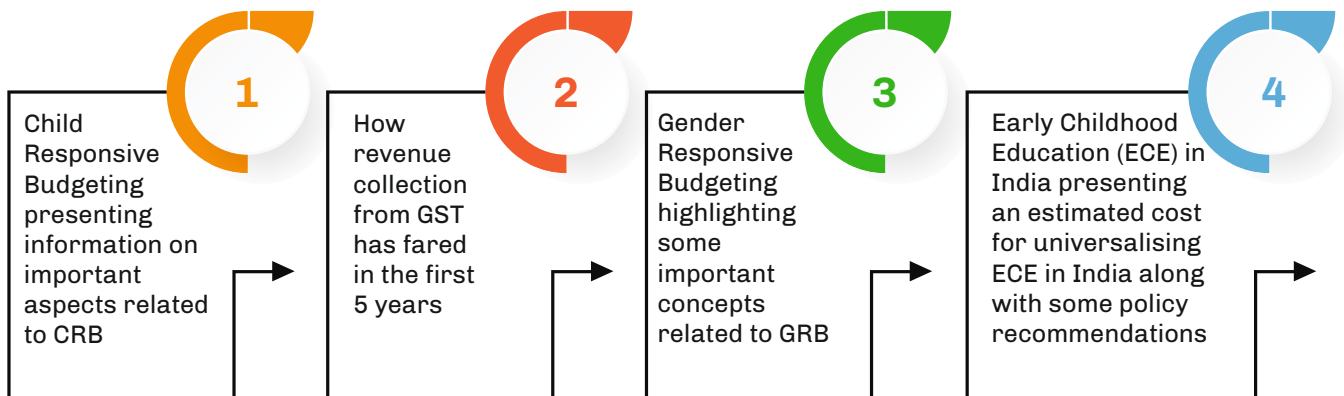 1
Child
Responsive
Budgeting
presenting
information on
important
aspects related
to CRB
2
How
revenue
collection
from GST
has fared
in the first
5 years
3
Gender
Responsive
Budgeting
highlighting
some
important
concepts
related to GRB
4
Early Childhood
Education (ECE) in
India presenting
an estimated cost
for universalising
ECE in India along
with some policy
recommendations